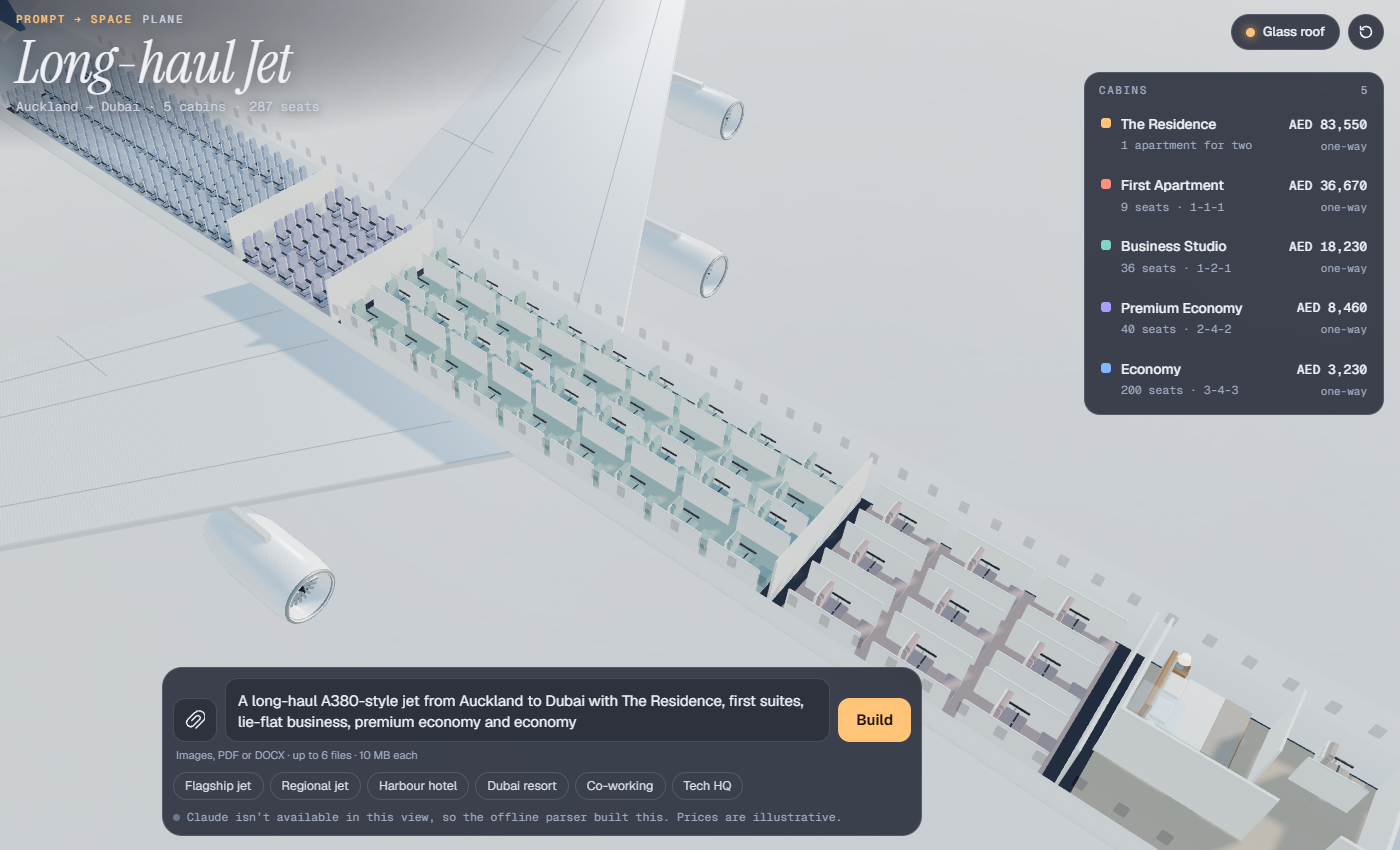 PROMPT → SPACE PLANE
Long-haul Jet
Auckland → Dubai · 5 cabins · 287 seats
Glass roof
CABINS 5
The Residence AED 83,550
1 apartment for two one-way
First Apartment AED 36,670
9 seats · 1-1-1 one-way
Business Studio AED 18,230
36 seats · 1-2-1 one-way
Premium Economy AED 8,460
40 seats · 2-4-2 one-way
Economy AED 3,230
200 seats · 3-4-3 one-way
A long-haul A380-style jet from Auckland to Dubai with The Residence, first suites,
lie-flat business, premium economy and economy
Build
Images, PDF or DOCX · up to 6 files · 10 MB each
Flagship jet Regional jet Harbour hotel Dubai resort Co-working Tech HQ
Claude isn't available in this view, so the offline parser built this. Prices are illustrative.